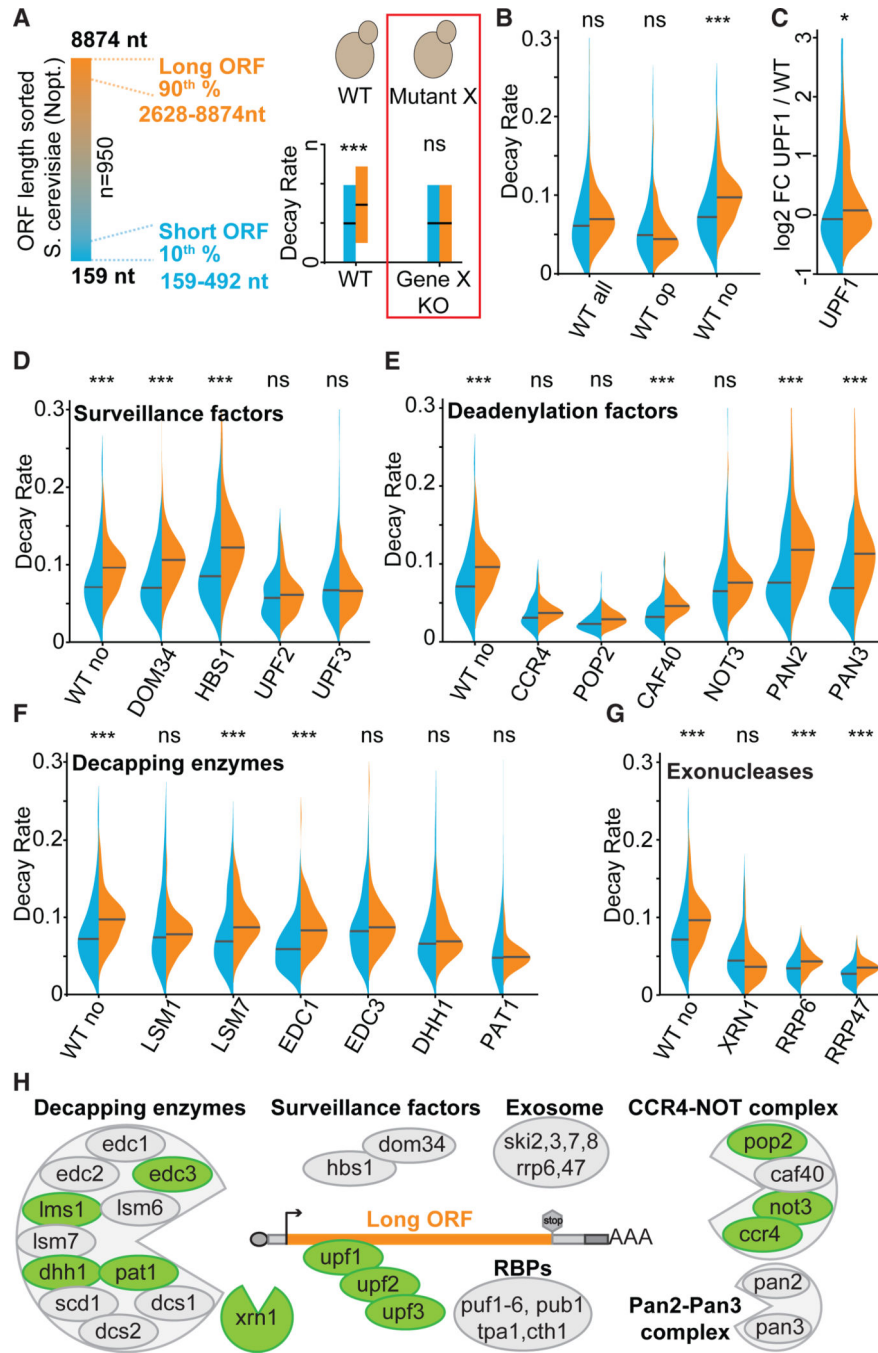 A
8874 nt
ORF length sorted
S. cerevisiae (Nopt.)
n=950
Long ORF
90th %
2628-8874nt
Short ORF
10th %
159-492 nt
159 nt
WT
Mutant X
Decay Rate
n
0
***
ns
WT
Gene X
KO
B
ns
ns
***
Decay Rate
0.3
0.2
0.1
0
WT all
WT op
WT no
C
*
log2 FC UPF1 / WT
3
2
1
0
-1
UPF1
D
*** *** *** ns ns
Surveillance factors
Decay Rate
0.3
0.2
0.1
0
WT no
DOM34
HBS1
UPF2
UPF3
E
*** ns ns *** ns *** ***
Deadenylation factors
Decay Rate
0.3
0.2
0.1
0
WT no
CCR4
POP2
CAF40
NOT3
PAN2
PAN3
F
*** ns *** *** ns ns ns
Decapping enzymes
Decay Rate
0.3
0.2
0.1
0
WT no
LSM1
LSM7
EDC1
EDC3
DHH1
PAT1
G
*** ns *** ***
Exonucleases
Decay Rate
0.3
0.2
0.1
0
WT no
XRN1
RRP6
RRP47
H
Decapping enzymes
edc1
edc2
edc3
lms1
lsm6
lsm7
dhh1
pat1
scd1
dcs1
dcs2
xrn1
Surveillance factors
dom34
hbs1
Exosome
ski2,3,7,8
rrp6,47
Long ORF
stop
AAA
upf1
upf2
upf3
RBPs
puf1-6, pub1
tpa1,cth1
CCR4-NOT complex
pop2
caf40
not3
ccr4
Pan2-Pan3
complex
pan2
pan3